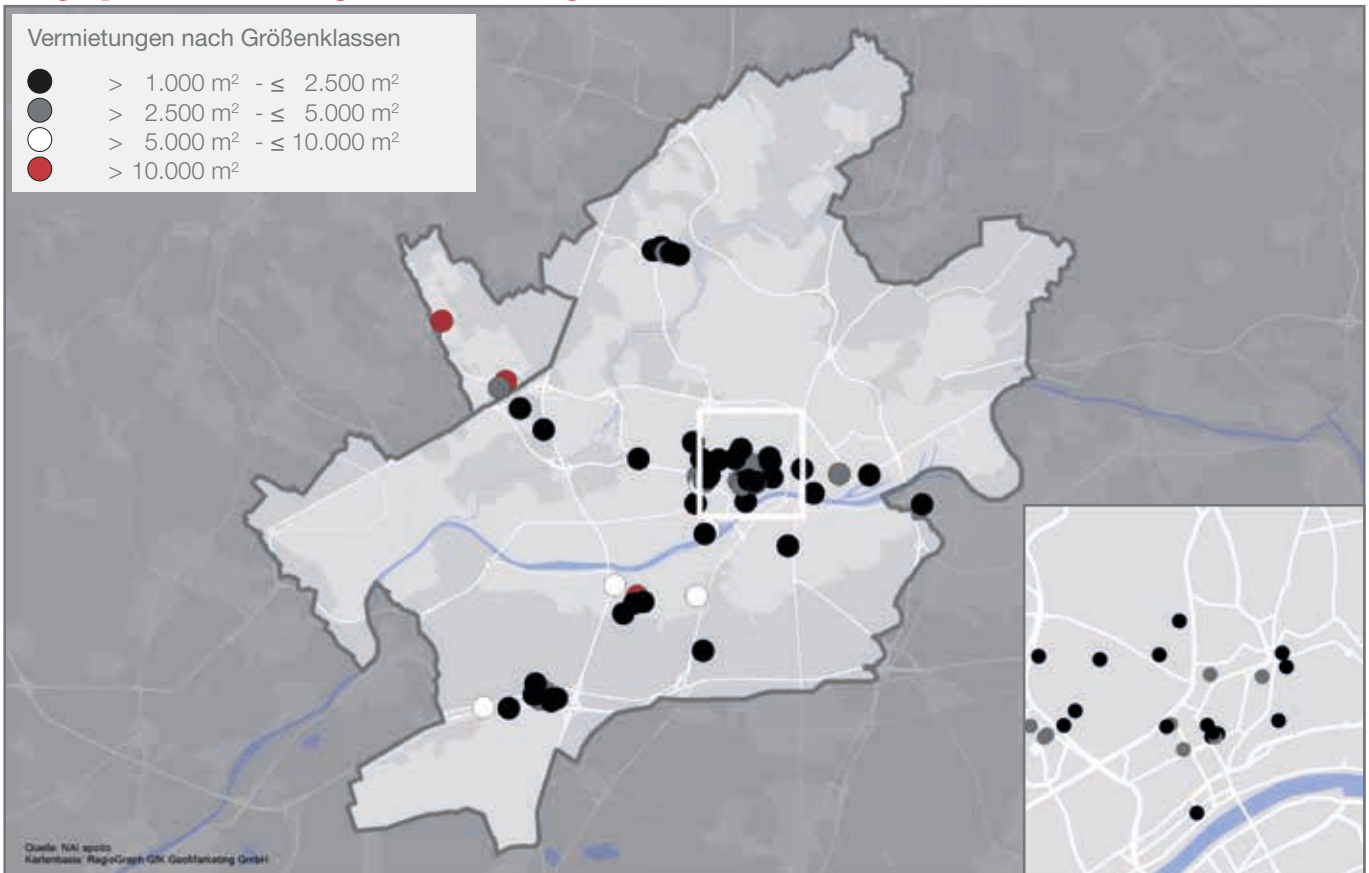 Vermietungen nach Größenklassen
> 1.000 m² - ≤ 2.500 m²
> 2.500 m² - ≤ 5.000 m²
> 5.000 m² - ≤ 10.000 m²
> 10.000 m²
Quelle: NAI apollo
Kartenbasis: RegioGraph GfK GeoMarketing GmbH